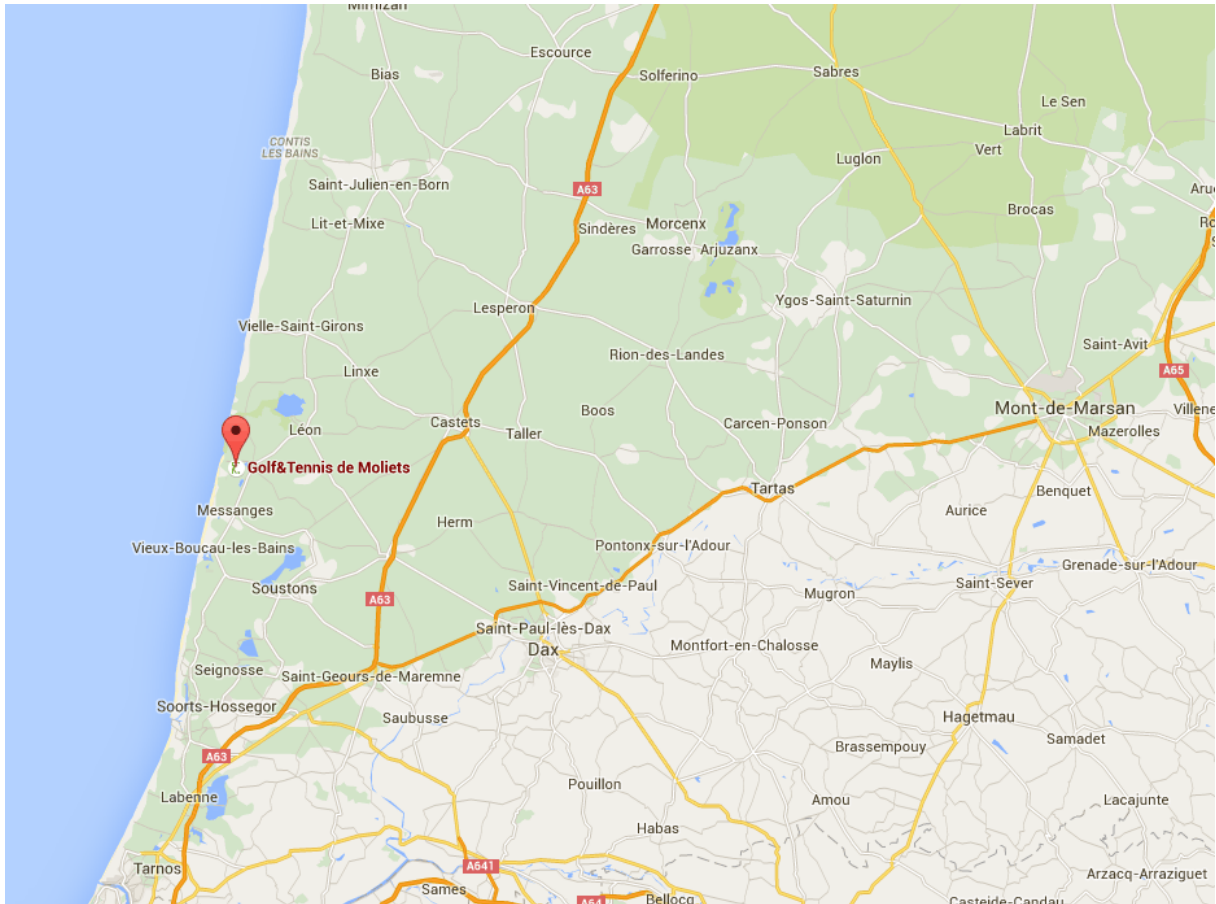 Mimizan
Escource
Bias
Solferino
Sabres
Le Sen
Labrit
Vert
CONTIS
LES BAINS
Luglon
Saint-Julien-en-Born
A63
Brocas
Lit-et-Mixe
Sindères
Morcenx
Garrosse
Arjuzanx
Ygos-Saint-Saturnin
Lesperon
Vielle-Saint-Girons
Rion-des-Landes
Saint-Avit
Linxe
A65
Boos
Mont-de-Marsan
Castets
Carcen-Ponson
Léon
Taller
Mazerolles
Golf&Tennis de Moliets
Tartas
Benquet
Messanges
Aurice
Herm
Vieux-Boucau-les-Bains
Pontonx-sur-l'Adour
Grenade-sur-l'Adour
Soustons
Saint-Vincent-de-Paul
Saint-Sever
Mugron
A63
Saint-Paul-lès-Dax
Dax
Montfort-en-Chalosse
Maylis
Seignosse
Saint-Geours-de-Maremne
Soorts-Hossegor
Saubusse
Hagetmau
Samadet
Brassempouy
A63
Pouillon
Labenne
Amou
Lacajunte
Habas
Tarnos
A641
Arzacq-Arraziguet
Sames
A64
Bellocq
Casteide-Candau